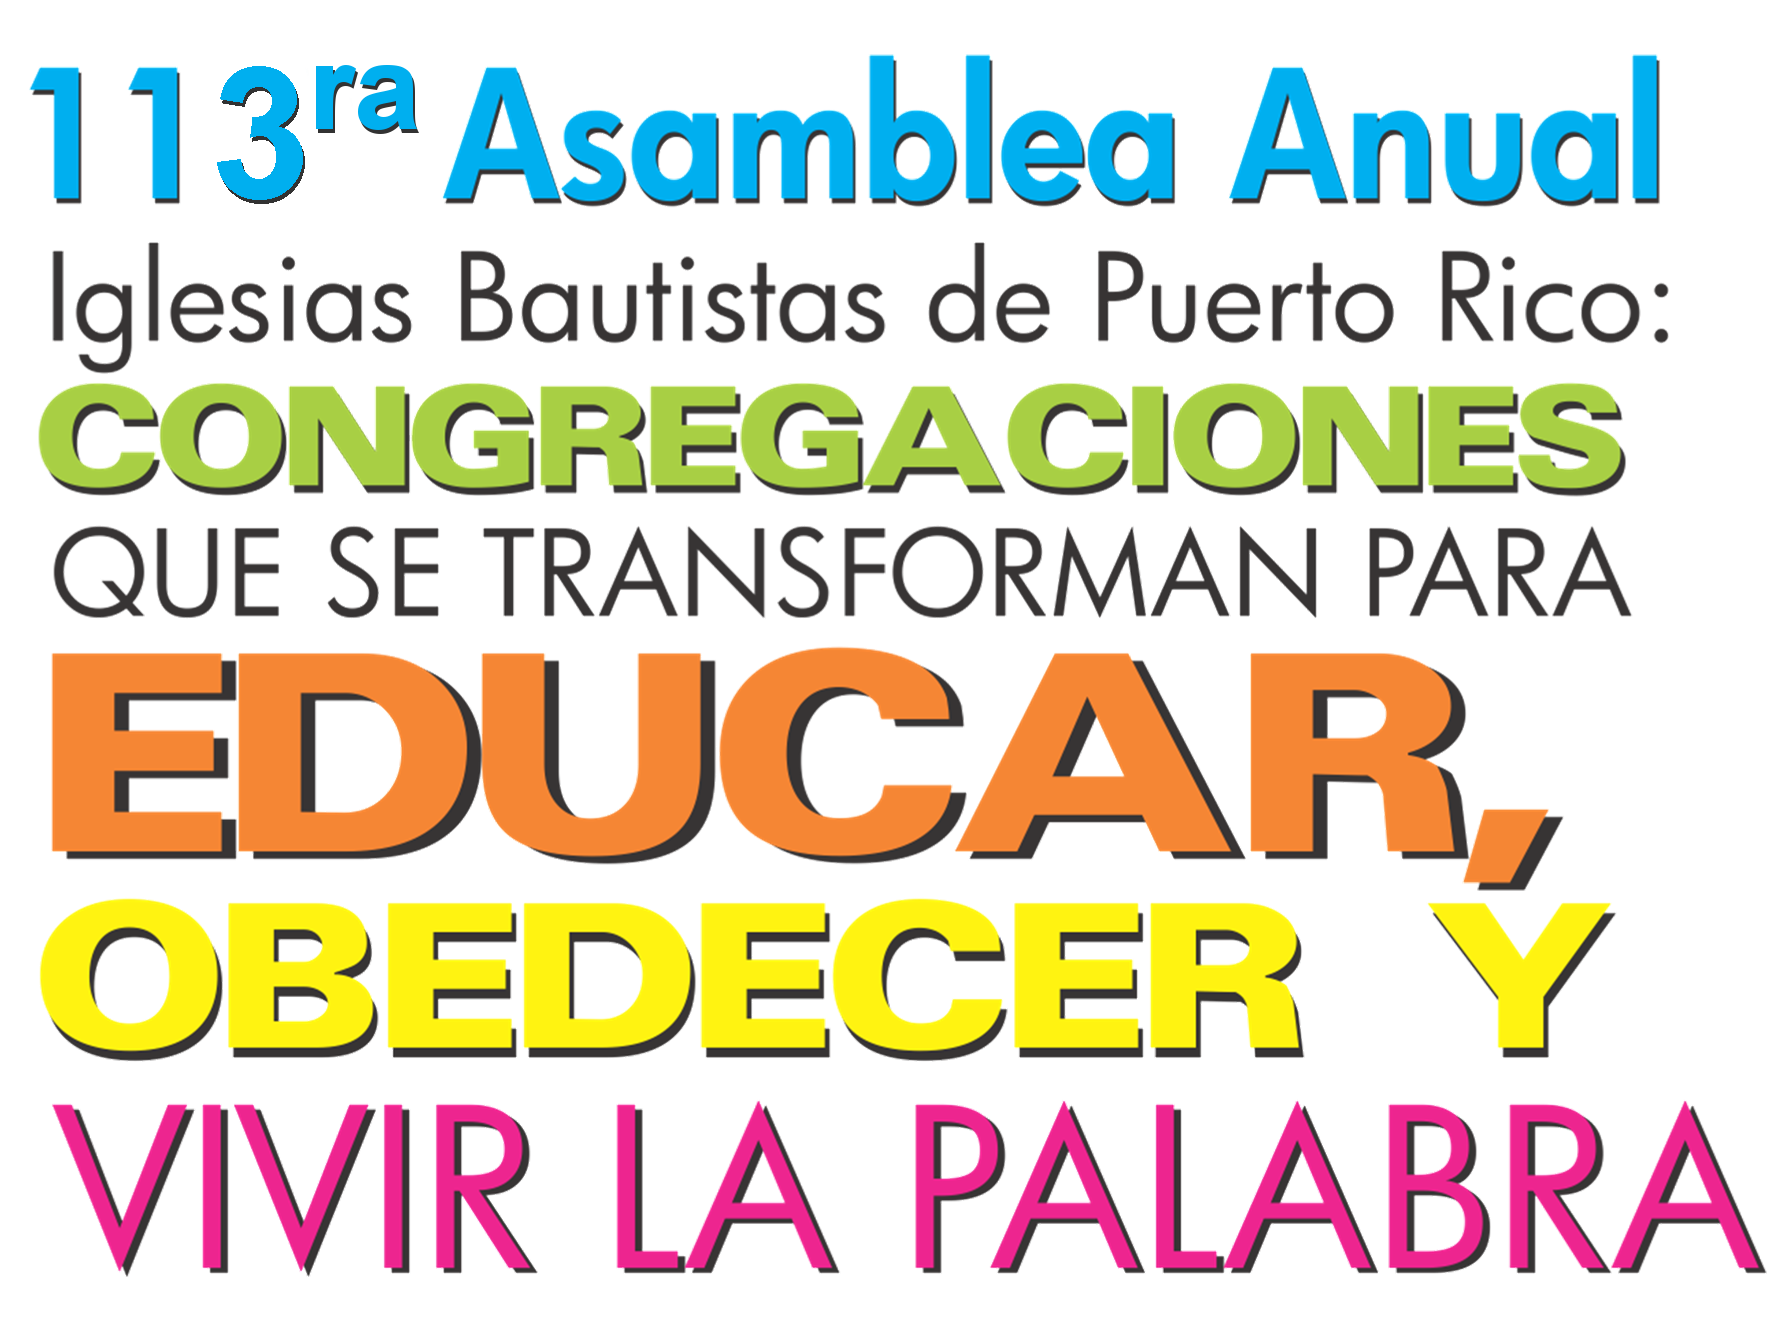 113ra Asamblea Anual
Iglesias Bautistas de Puerto Rico:
CONGREGACIONES
QUE SE TRANSFORMAN PARA
EDUCAR,
OBEDECER Y
VIVIR LA PALABRA